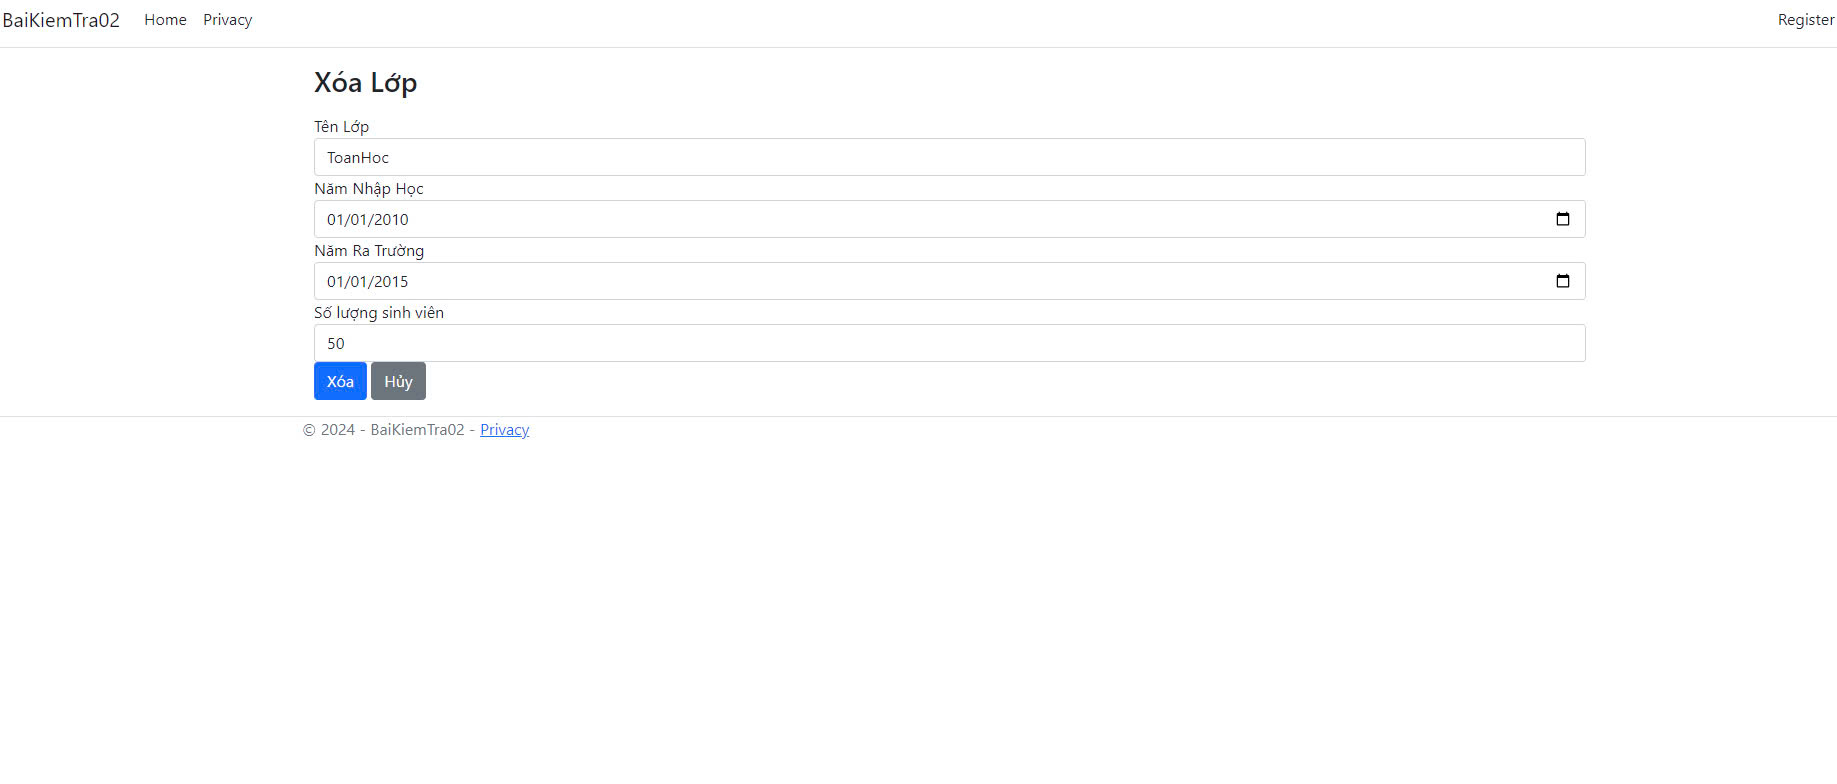 BaiKiemTra02 Home Privacy Register
Xóa Lớp
Tên Lớp
ToanHoc
Năm Nhập Học
01/01/2010
Năm Ra Trường
01/01/2015
Số lượng sinh viên
50
Xóa Hủy
© 2024 - BaiKiemTra02 - Privacy